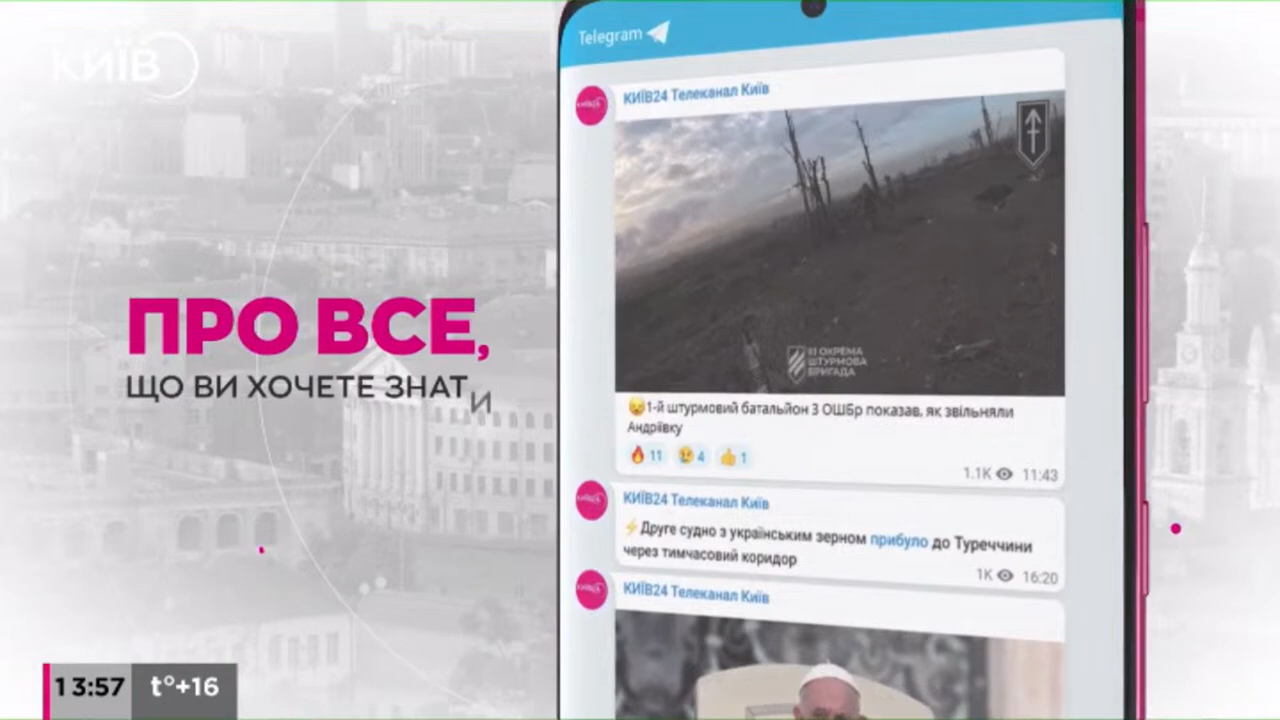 КИЇВ
ПРО ВСЕ,
ЩО ВИ ХОЧЕТЕ ЗНАТИ
13:57
t°+16
Telegram
КИЇВ24 Телеканал Київ
III ОКРЕМА
ШТУРМОВА
БРИГАДА
😢1-й штурмовий батальйон 3 ОШБр показав, як звільняли
Андріївку
🔥 11 😢 4 👍 1
1.1K 11:43
КИЇВ24 Телеканал Київ
⚡Друге судно з українським зерном прибуло до Туреччини
через тимчасовий коридор
1K 16:20
КИЇВ24 Телеканал Київ